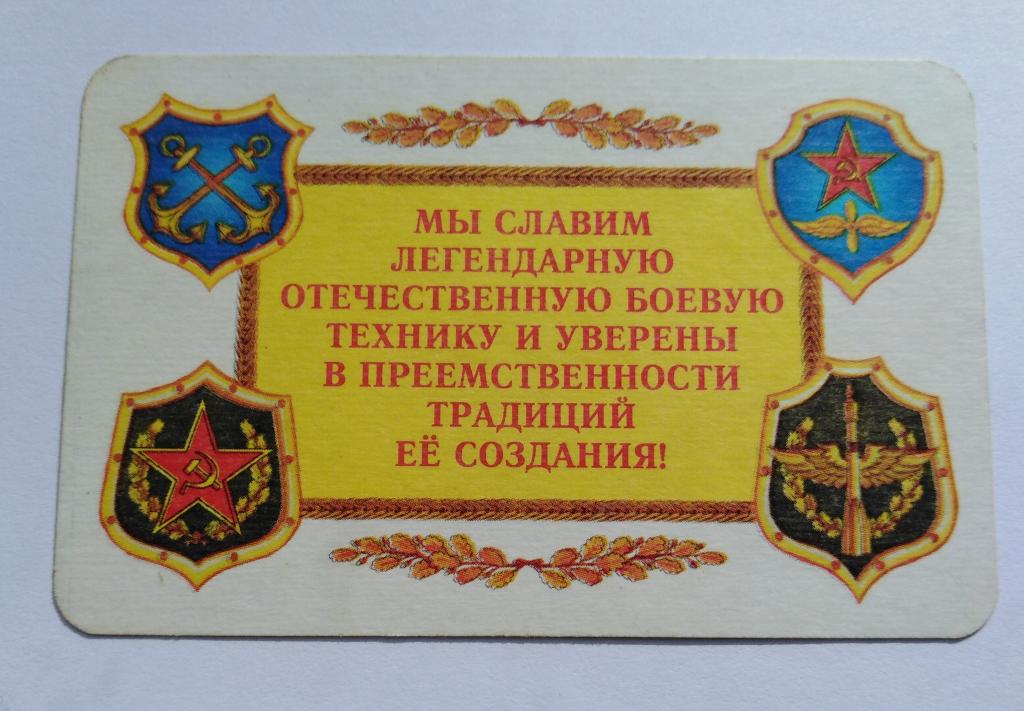 МЫ СЛАВИМ
ЛЕГЕНДАРНУЮ
ОТЕЧЕСТВЕННУЮ БОЕВУЮ
ТЕХНИКУ И УВЕРЕНЫ
В ПРЕЕМСТВЕННОСТИ
ТРАДИЦИЙ
ЕЁ СОЗДАНИЯ!